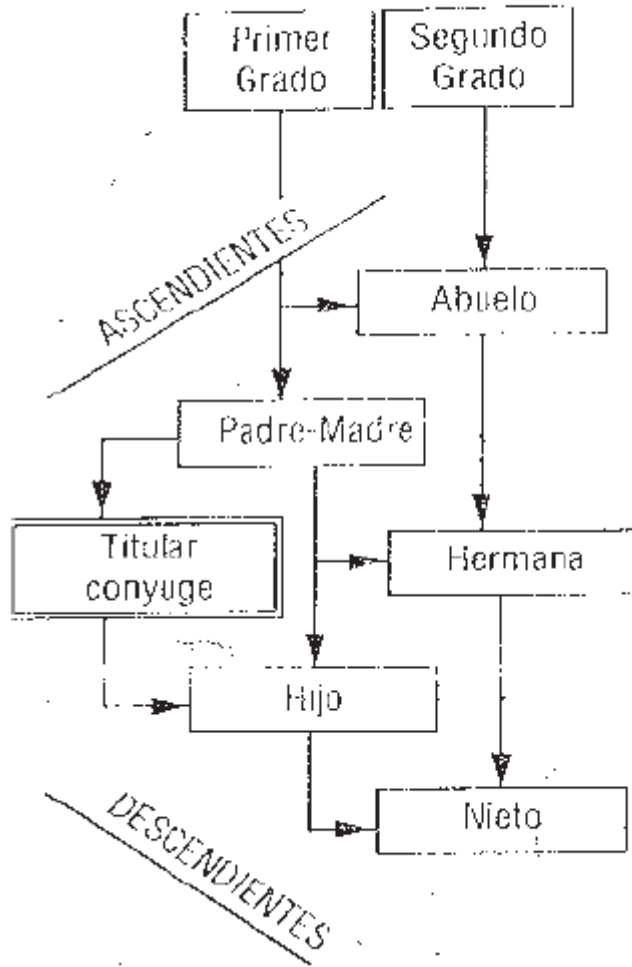 Primer
Grado
Segundo
Grado
ASCENDIENTES
Abuelo
Padre-Madre
Titular
conyuge
Hermana
Hijo
Nieto
DESCENDIENTES